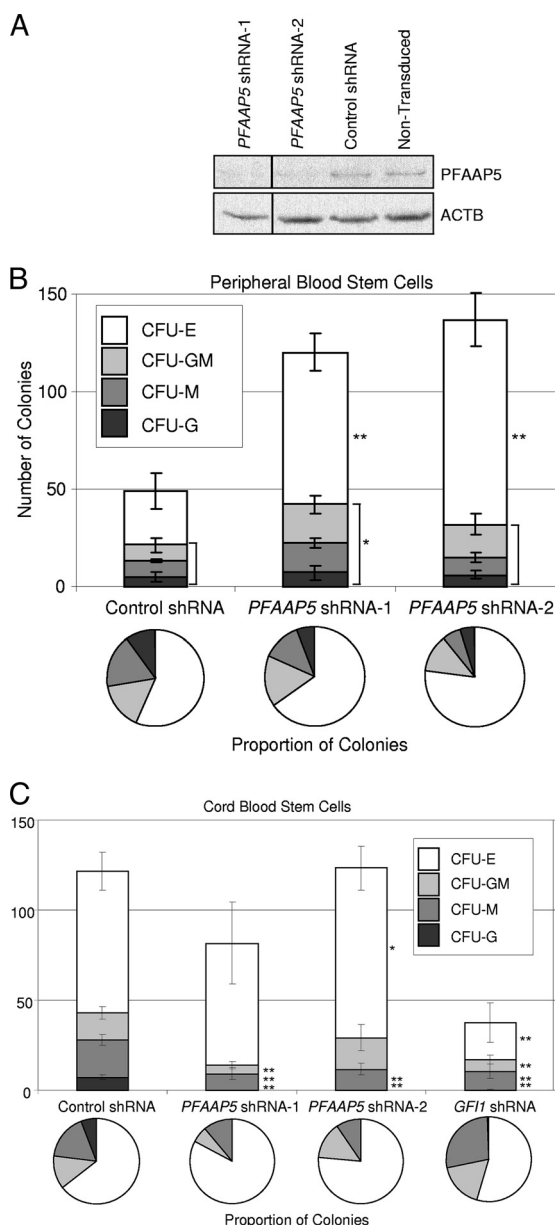 A
PFAAP5 shRNA-1
PFAAP5 shRNA-2
Control shRNA
Non-Transduced
PFAAP5
ACTB
B
Peripheral Blood Stem Cells
150
100
50
0
Number of Colonies
CFU-E
CFU-GM
CFU-M
CFU-G
**
*
**
Control shRNA
PFAAP5 shRNA-1
PFAAP5 shRNA-2
Proportion of Colonies
C
Cord Blood Stem Cells
150
100
50
0
CFU-E
CFU-GM
CFU-M
CFU-G
**
**
**
*
**
**
**
**
**
**
Control shRNA
PFAAP5 shRNA-1
PFAAP5 shRNA-2
GFI1 shRNA
Proportion of Colonies